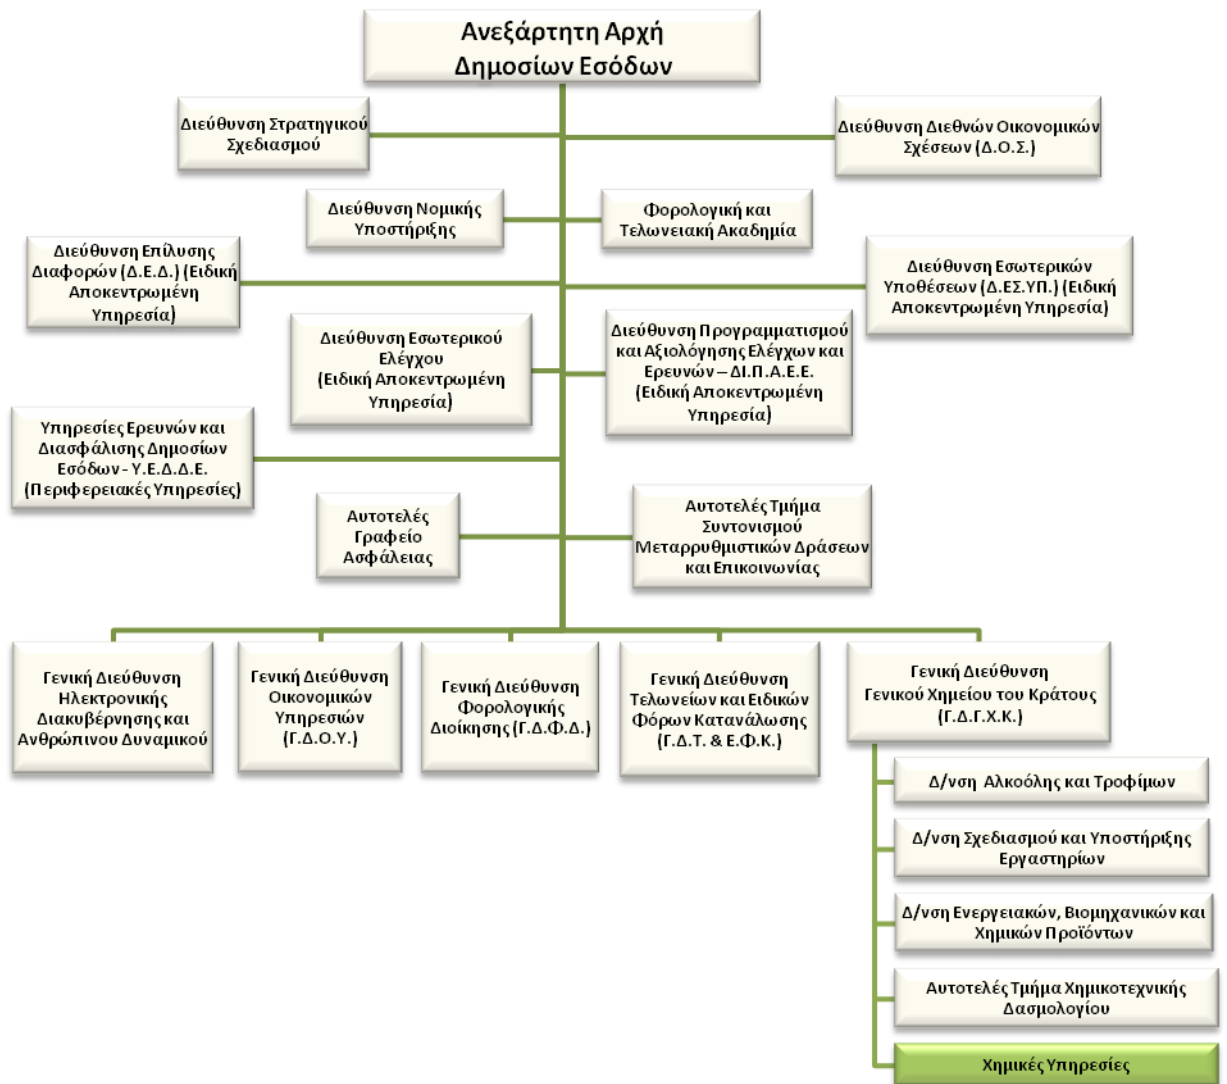 Ανεξάρτητη Αρχή
Δημοσίων Εσόδων
Διεύθυνση Στρατηγικού
Σχεδιασμού
Διεύθυνση Διεθνών Οικονομικών
Σχέσεων (Δ.Ο.Σ.)
Διεύθυνση Νομικής
Υποστήριξης
Φορολογική και
Τελωνειακή Ακαδημία
Διεύθυνση Επίλυσης
Διαφορών (Δ.Ε.Δ.) (Ειδική
Αποκεντρωμένη
Υπηρεσία)
Διεύθυνση Εσωτερικών
Υποθέσεων (Δ.ΕΣ.ΥΠ.) (Ειδική
Αποκεντρωμένη Υπηρεσία)
Διεύθυνση Εσωτερικού
Ελέγχου
(Ειδική Αποκεντρωμένη
Υπηρεσία)
Διεύθυνση Προγραμματισμού
και Αξιολόγησης Ελέγχων και
Ερευνών – ΔΙ.Π.Α.Ε.Ε.
(Ειδική Αποκεντρωμένη
Υπηρεσία)
Υπηρεσίες Ερευνών και
Διασφάλισης Δημοσίων
Εσόδων - Υ.Ε.Δ.Δ.Ε.
(Περιφερειακές Υπηρεσίες)
Αυτοτελές
Γραφείο
Ασφάλειας
Αυτοτελές Τμήμα
Συντονισμού
Μεταρρυθμιστικών Δράσεων
και Επικοινωνίας
Γενική Διεύθυνση
Ηλεκτρονικής
Διακυβέρνησης και
Ανθρώπινου Δυναμικού
Γενική Διεύθυνση
Οικονομικών
Υπηρεσιών
(Γ.Δ.Ο.Υ.)
Γενική Διεύθυνση
Φορολογικής
Διοίκησης (Γ.Δ.Φ.Δ.)
Γενική Διεύθυνση
Τελωνείων και Ειδικών
Φόρων Κατανάλωσης
(Γ.Δ.Τ. & Ε.Φ.Κ.)
Γενική Διεύθυνση
Γενικού Χημείου του Κράτους
(Γ.Δ.Γ.Χ.Κ.)
Δ/νση Αλκοόλης και Τροφίμων
Δ/νση Σχεδιασμού και Υποστήριξης
Εργαστηρίων
Δ/νση Ενεργειακών, Βιομηχανικών και
Χημικών Προϊόντων
Αυτοτελές Τμήμα Χημικοτεχνικής
Δασμολογίου
Χημικές Υπηρεσίες